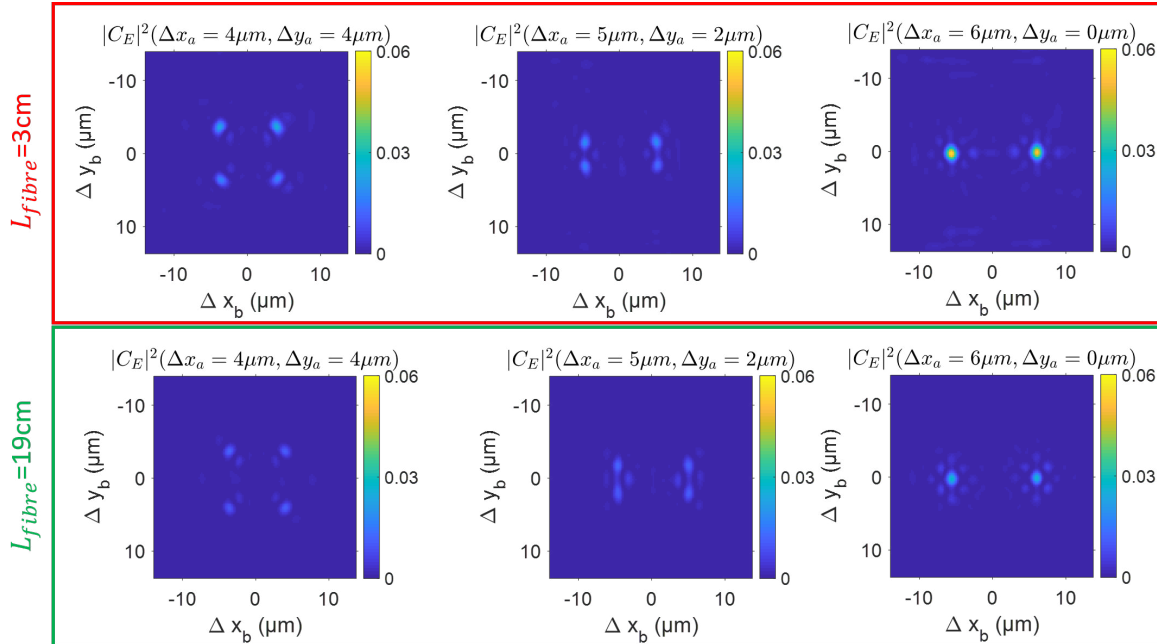 L_{fibre}=3cm
|C_E|²(Δx_a = 4μm, Δy_a = 4μm)
-10
0
10
Δ y_b (μm)
-10
0
10
Δ x_b (μm)
0.06
0.03
0
|C_E|²(Δx_a = 5μm, Δy_a = 2μm)
-10
0
10
Δ y_b (μm)
-10
0
10
Δ x_b (μm)
0.06
0.03
0
|C_E|²(Δx_a = 6μm, Δy_a = 0μm)
-10
0
10
Δ y_b (μm)
-10
0
10
Δ x_b (μm)
0.06
0.03
0
L_{fibre}=19cm
|C_E|²(Δx_a = 4μm, Δy_a = 4μm)
-10
0
10
Δ y_b (μm)
-10
0
10
Δ x_b (μm)
0.06
0.03
0
|C_E|²(Δx_a = 5μm, Δy_a = 2μm)
-10
0
10
Δ y_b (μm)
-10
0
10
Δ x_b (μm)
0.06
0.03
0
|C_E|²(Δx_a = 6μm, Δy_a = 0μm)
-10
0
10
Δ y_b (μm)
-10
0
10
Δ x_b (μm)
0.06
0.03
0